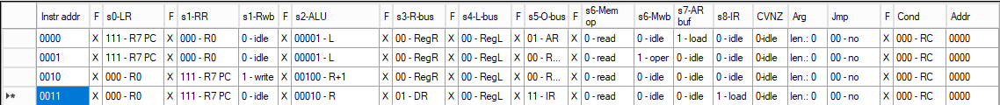 Instr addr F s0-LR F s1-RR s1-Rwb F s2-ALU F s3-R-bus F s4-L-bus F s5-O-bus F s6-Mem op s6-Mwb s7-AR buf s8-IR CVNZ Arg Jmp F Cond Addr
0000 X 111 - R7 PC X 000 - R0 0 - idle X 00001 - L X 00 - RegR X 00 - RegL X 01 - AR X 0 - read 0 - idle 1 - load 0 - idle 0-idle len.: 0 00 - no X 000 - RC 0000
0001 X 111 - R7 PC X 000 - R0 0 - idle X 00001 - L X 00 - RegR X 00 - RegL X 00 - R... X 0 - read 1 - oper 0 - idle 0 - idle 0-idle len.: 0 00 - no X 000 - RC 0000
0010 X 000 - R0 X 111 - R7 PC 1 - write X 00100 - R+1 X 00 - RegR X 00 - RegL X 00 - R... X 0 - read 0 - idle 0 - idle 0 - idle 0-idle len.: 0 00 - no X 000 - RC 0000
0011 X 000 - R0 X 111 - R7 PC 0 - idle X 00010 - R X 01 - DR X 00 - RegL X 11 - IR X 0 - read 0 - idle 0 - idle 1 - load 0-idle len.: 0 00 - no X 000 - RC 0000